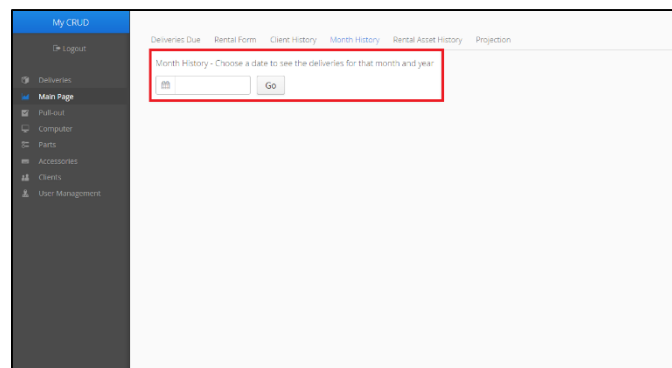 My CRUD
Logout
Deliveries
Main Page
Pull-out
Computer
Parts
Accessories
Clients
User Management
Deliveries Due Rental Form Client History Month History Rental Asset History Projection
Month History - Choose a date to see the deliveries for that month and year
Go